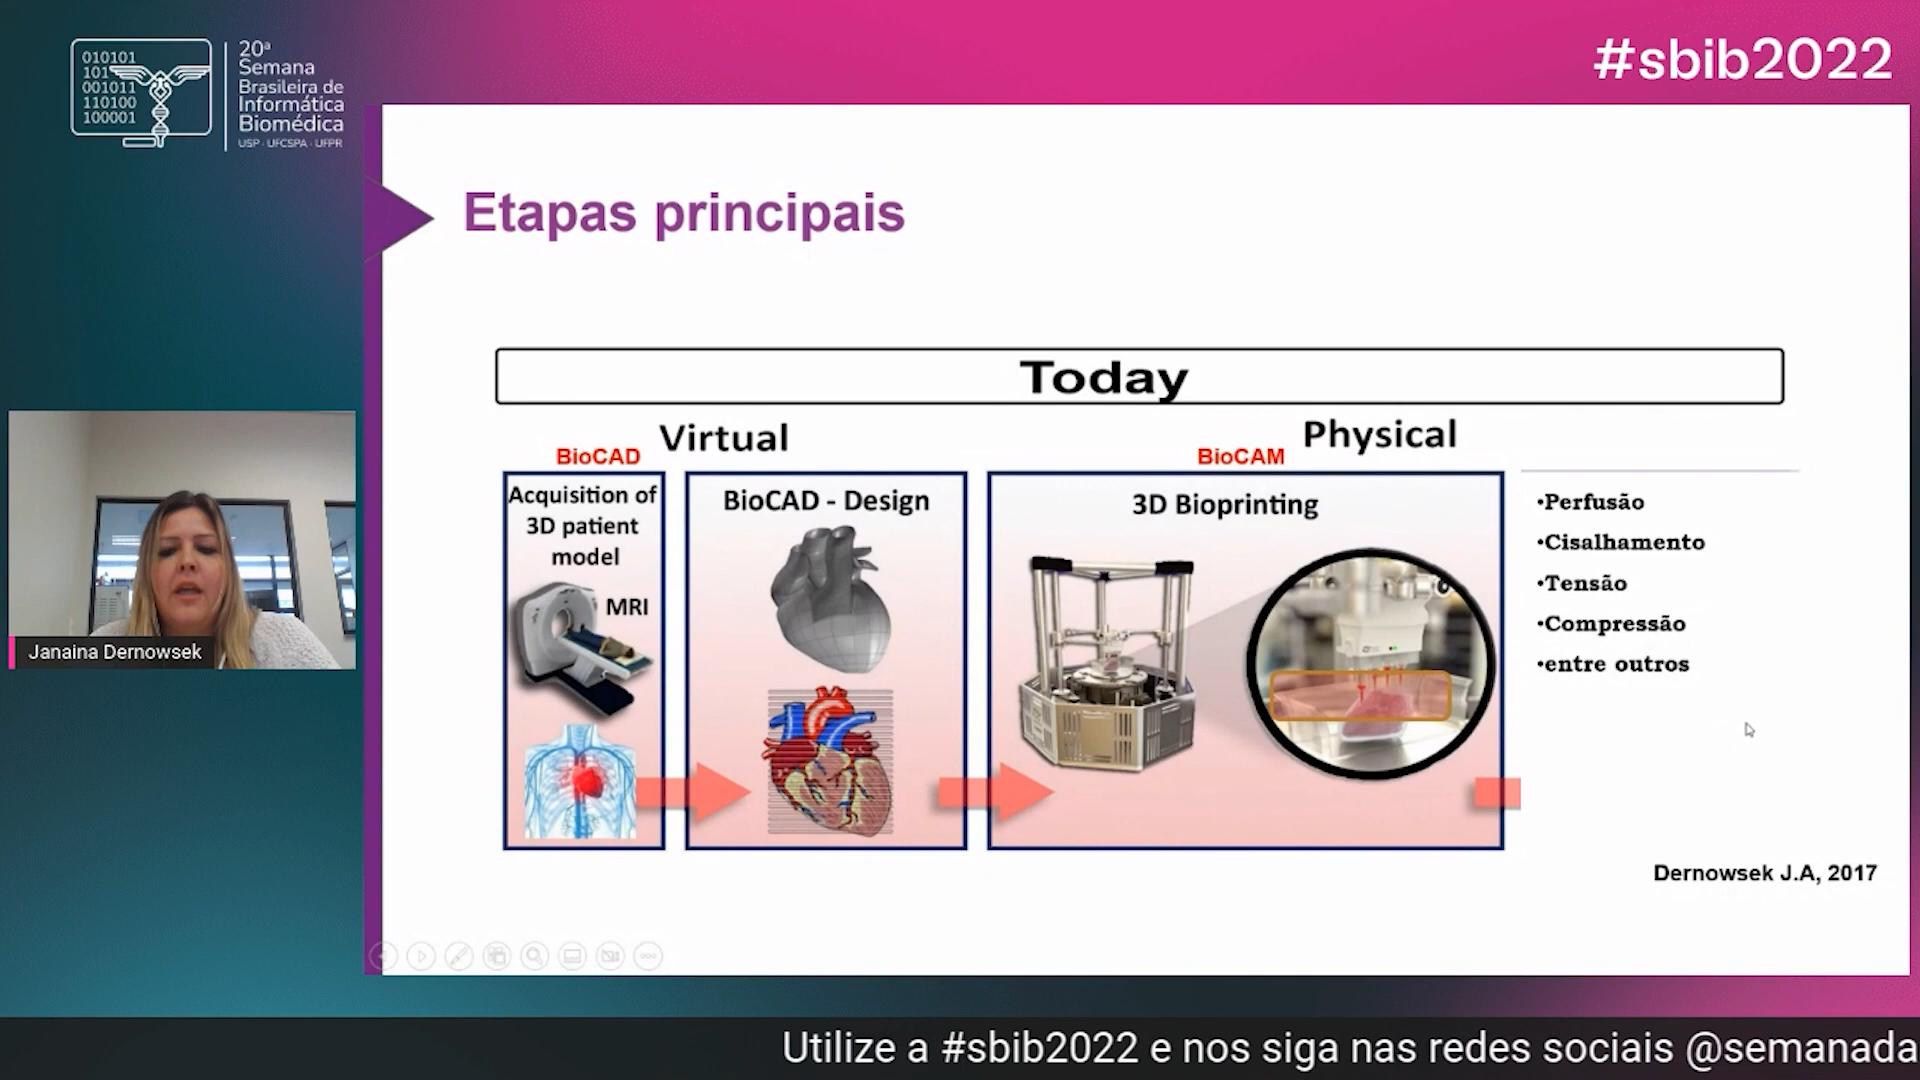 010101
101
001011
110100
100001
20ª
Semana
Brasileira de
Informática
Biomédica
USP · UFCSPA · UFPR
#sbib2022
Etapas principais
Today
Virtual
Physical
BioCAD
BioCAM
Acquisition of
3D patient
model
MRI
BioCAD - Design
3D Bioprinting
•Perfusão
•Cisalhamento
•Tensão
•Compressão
•entre outros
Janaina Dernowsek
Dernowsek J.A, 2017
Utilize a #sbib2022 e nos siga nas redes sociais @semanada